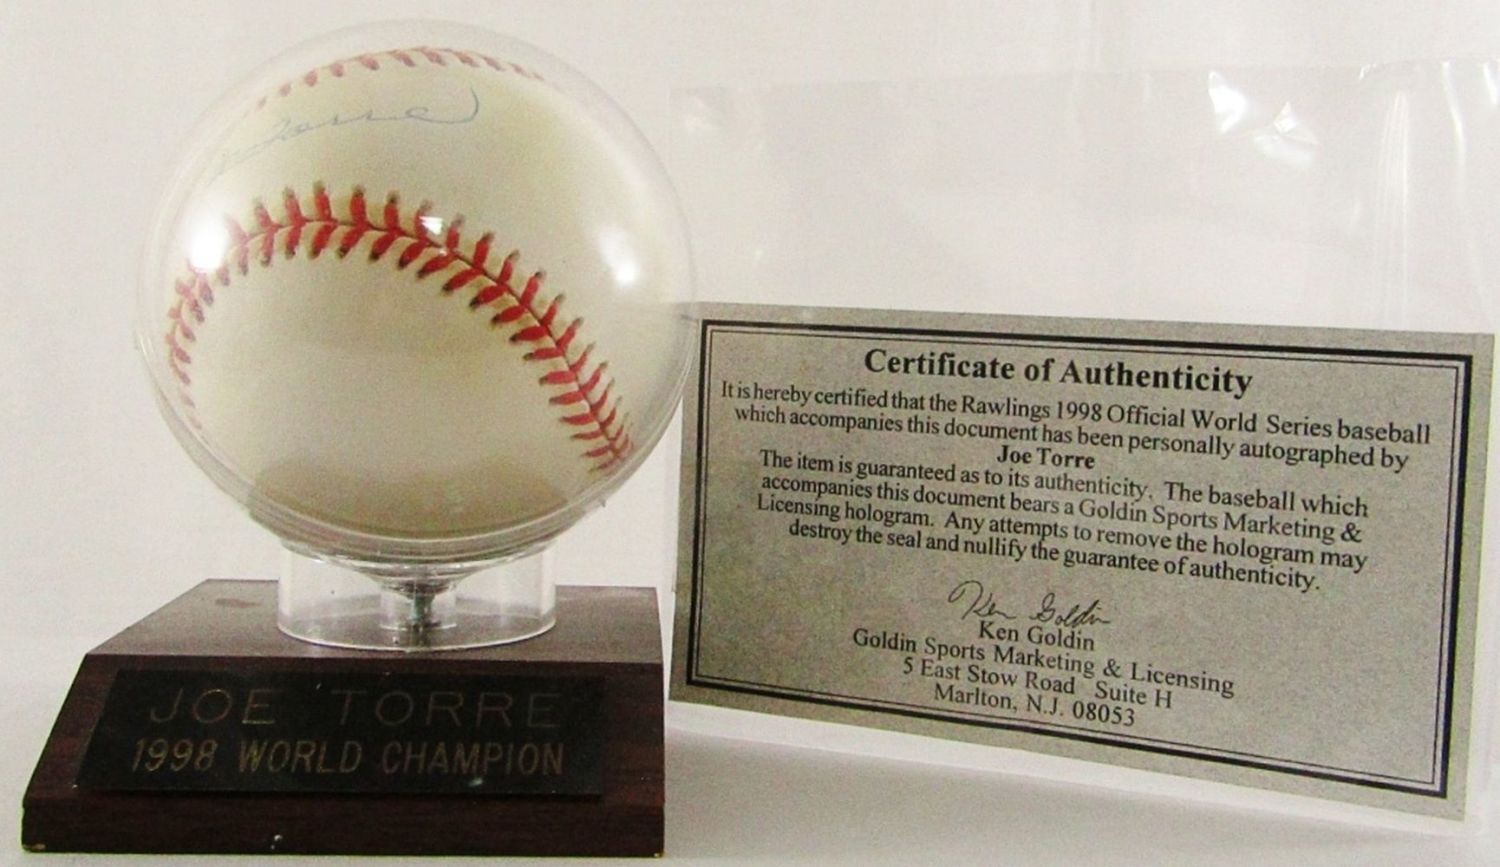 Torre
JOE TORRE
1998 WORLD CHAMPION
Certificate of Authenticity
It is hereby certified that the Rawlings 1998 Official World Series baseball
which accompanies this document has been personally autographed by
Joe Torre
The item is guaranteed as to its authenticity. The baseball which
accompanies this document bears a Goldin Sports Marketing &
Licensing hologram. Any attempts to remove the hologram may
destroy the seal and nullify the guarantee of authenticity.
Ken Goldin
Ken Goldin
Goldin Sports Marketing & Licensing
5 East Stow Road Suite H
Marlton, N.J. 08053